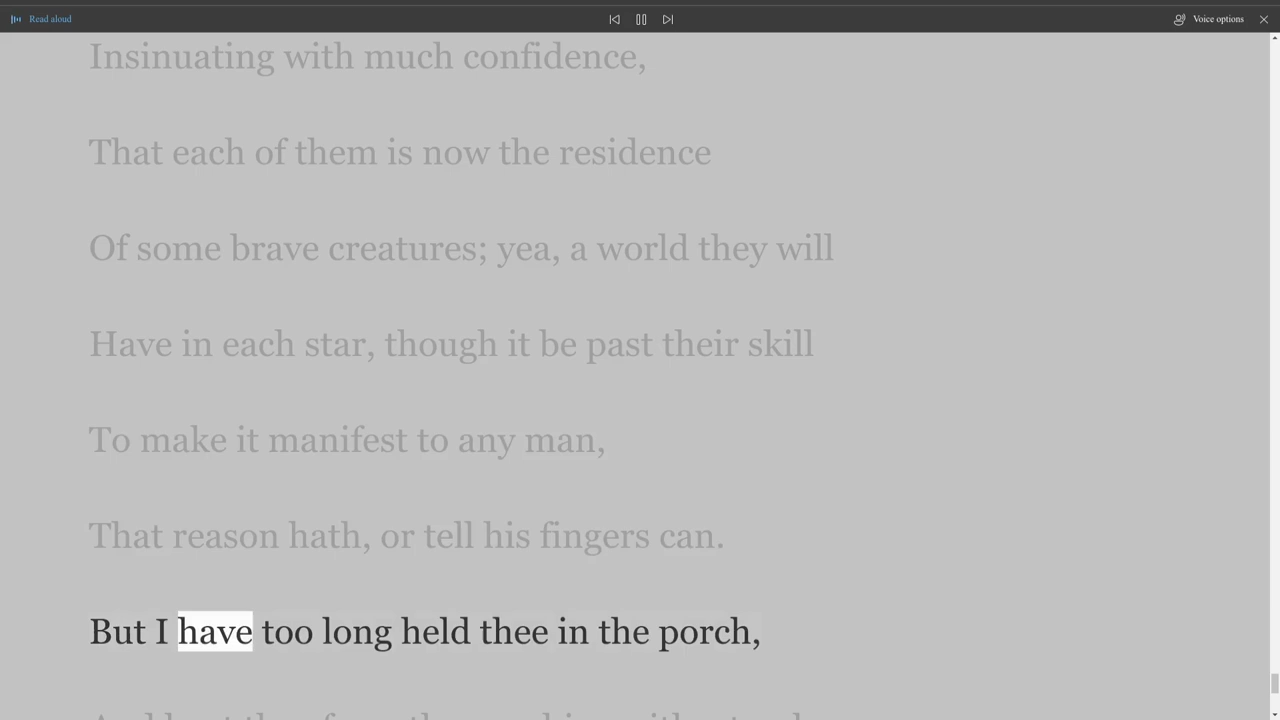 Read aloud
Voice options
Insinuating with much confidence,
That each of them is now the residence
Of some brave creatures; yea, a world they will
Have in each star, though it be past their skill
To make it manifest to any man,
That reason hath, or tell his fingers can.
But I have too long held thee in the porch,